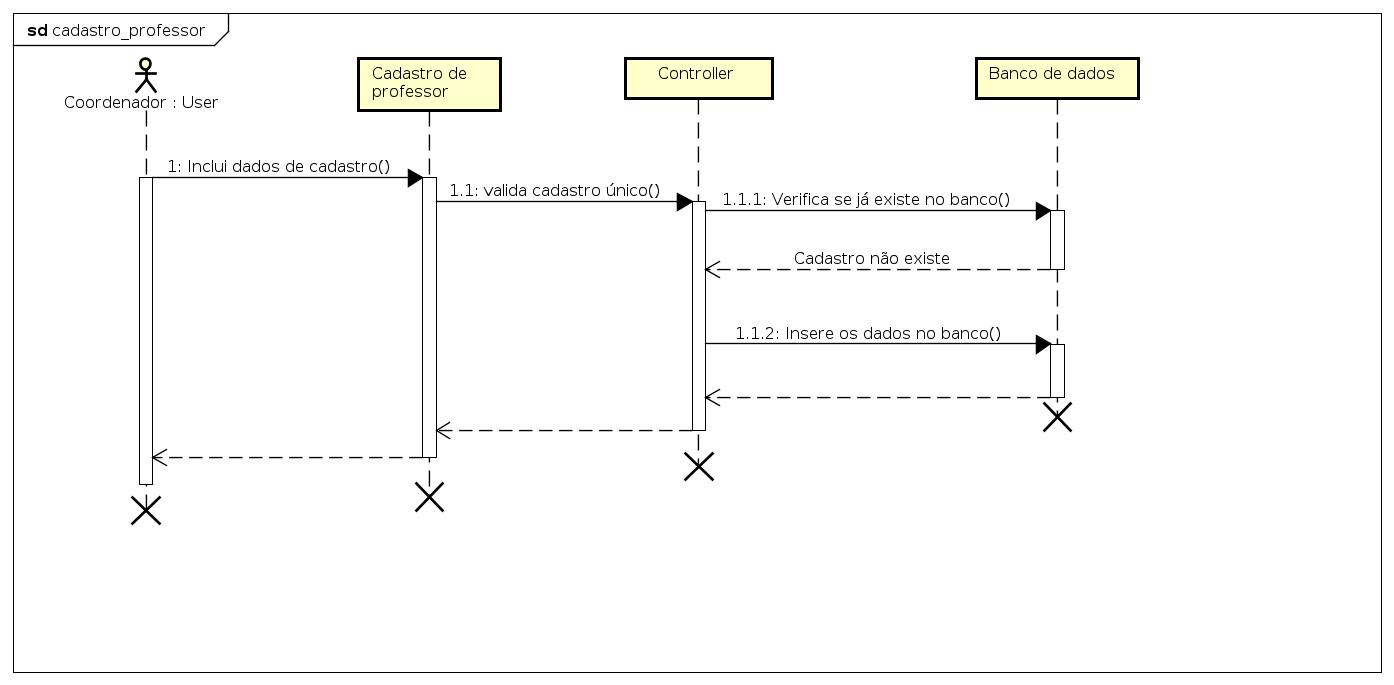 sd cadastro_professor
Coordenador : User
Cadastro de
professor
Controller
Banco de dados
1: Inclui dados de cadastro()
1.1: valida cadastro único()
1.1.1: Verifica se já existe no banco()
Cadastro não existe
1.1.2: Insere os dados no banco()